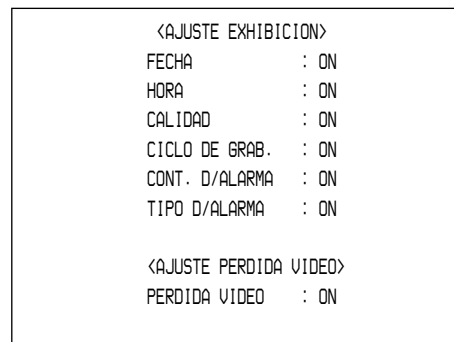 <AJUSTE EXHIBICION>
FECHA : ON
HORA : ON
CALIDAD : ON
CICLO DE GRAB. : ON
CONT. D/ALARMA : ON
TIPO D/ALARMA : ON
<AJUSTE PERDIDA VIDEO>
PERDIDA VIDEO : ON